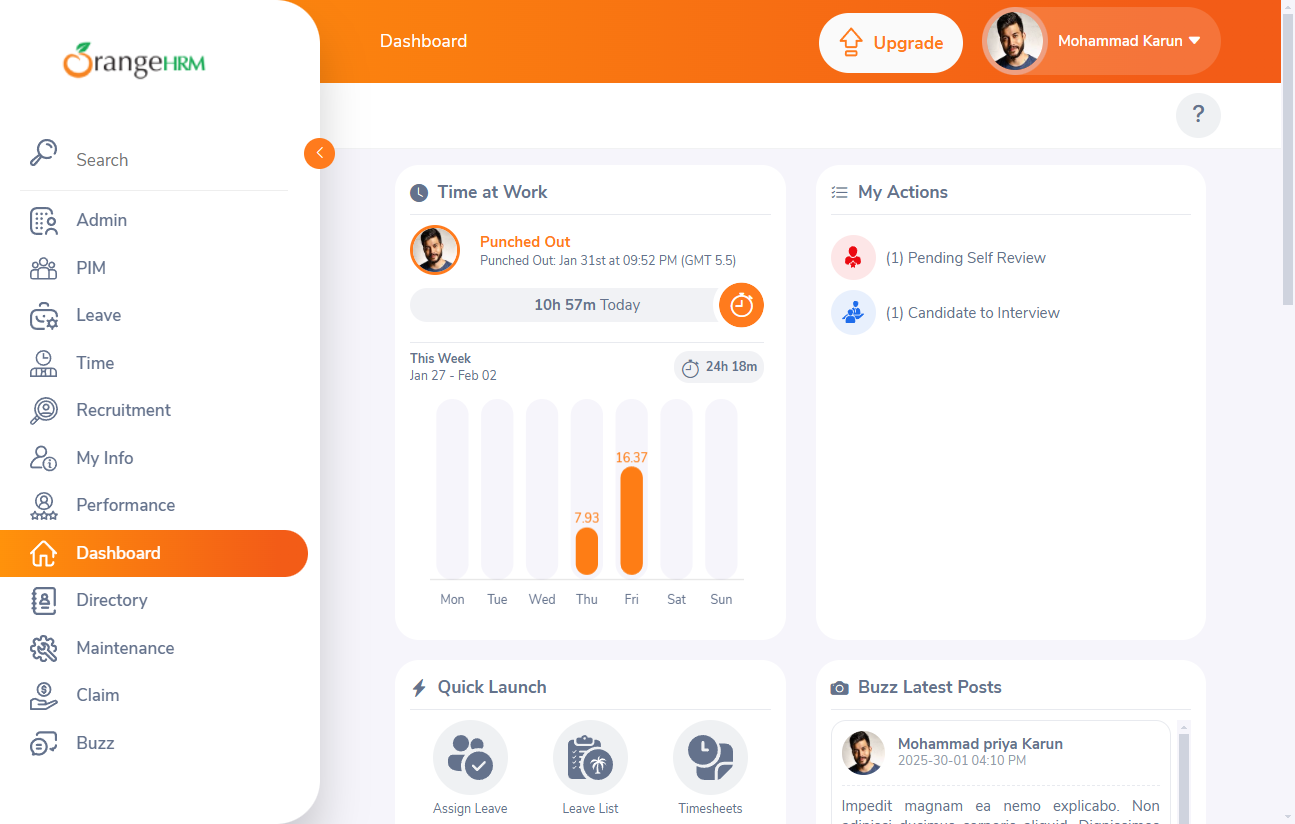 OrangeHRM
Search
Admin
PIM
Leave
Time
Recruitment
My Info
Performance
Dashboard
Directory
Maintenance
Claim
Buzz
Dashboard
Upgrade
Mohammad Karun
?
Time at Work
Punched Out
Punched Out: Jan 31st at 09:52 PM (GMT 5.5)
10h 57m Today
This Week
Jan 27 - Feb 02
24h 18m
16.37
7.93
Mon Tue Wed Thu Fri Sat Sun
My Actions
(1) Pending Self Review
(1) Candidate to Interview
Quick Launch
Assign Leave
Leave List
Timesheets
Buzz Latest Posts
Mohammad priya Karun
2025-30-01 04:10 PM
Impedit magnam ea nemo explicabo. Non